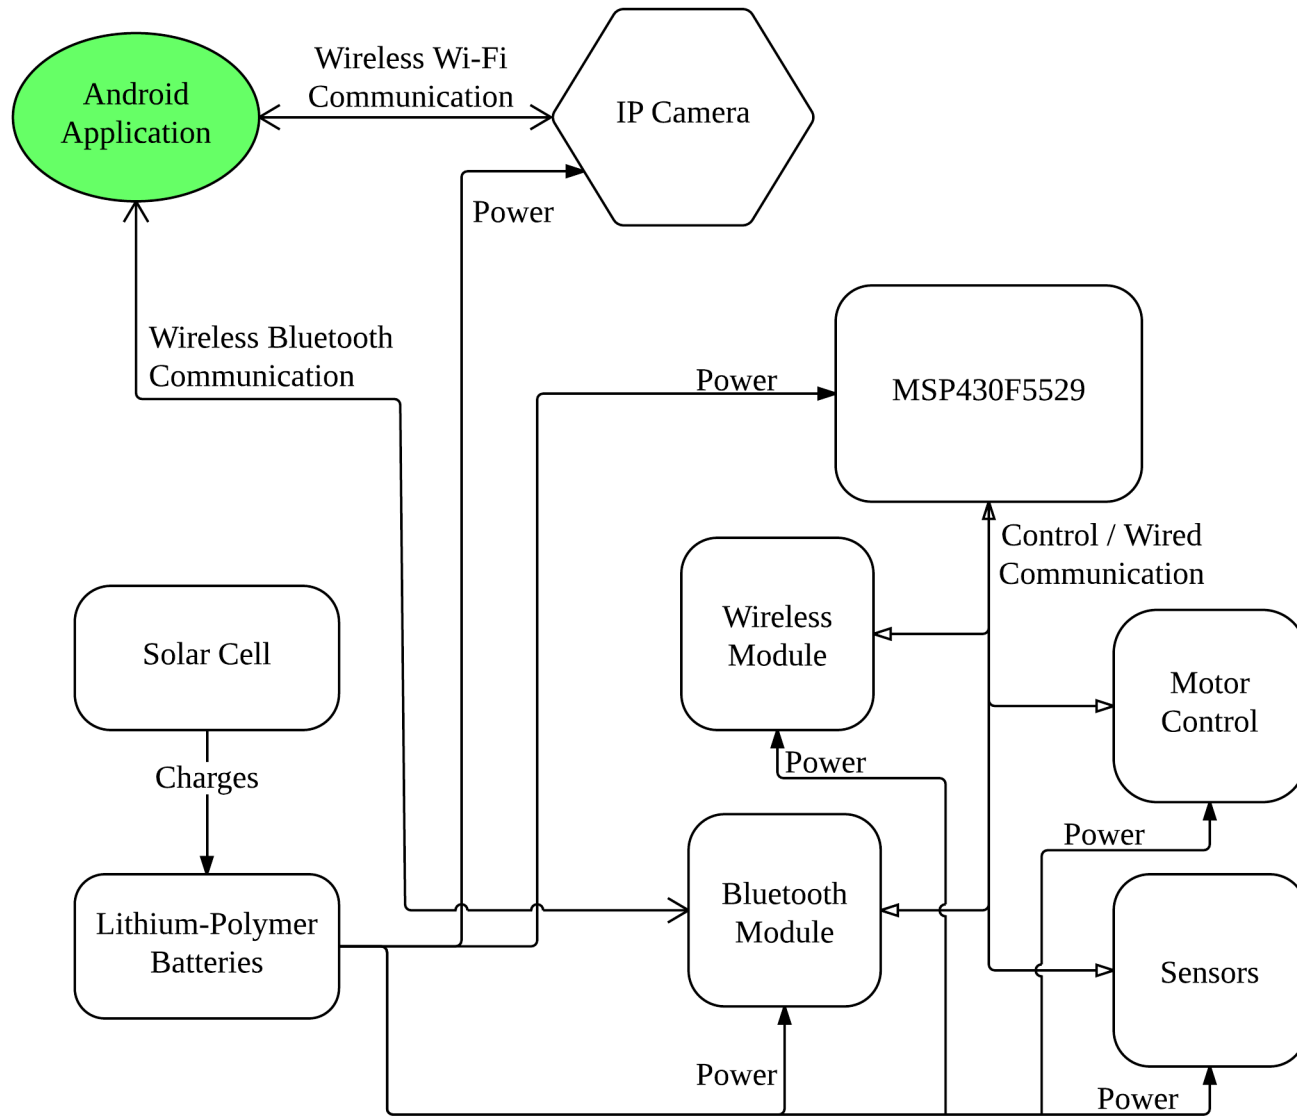 Android
Application
Wireless Wi-Fi
Communication
IP Camera
Power
Wireless Bluetooth
Communication
Power
MSP430F5529
Control / Wired
Communication
Wireless
Module
Solar Cell
Motor
Control
Charges
Power
Power
Lithium-Polymer
Batteries
Bluetooth
Module
Sensors
Power
Power